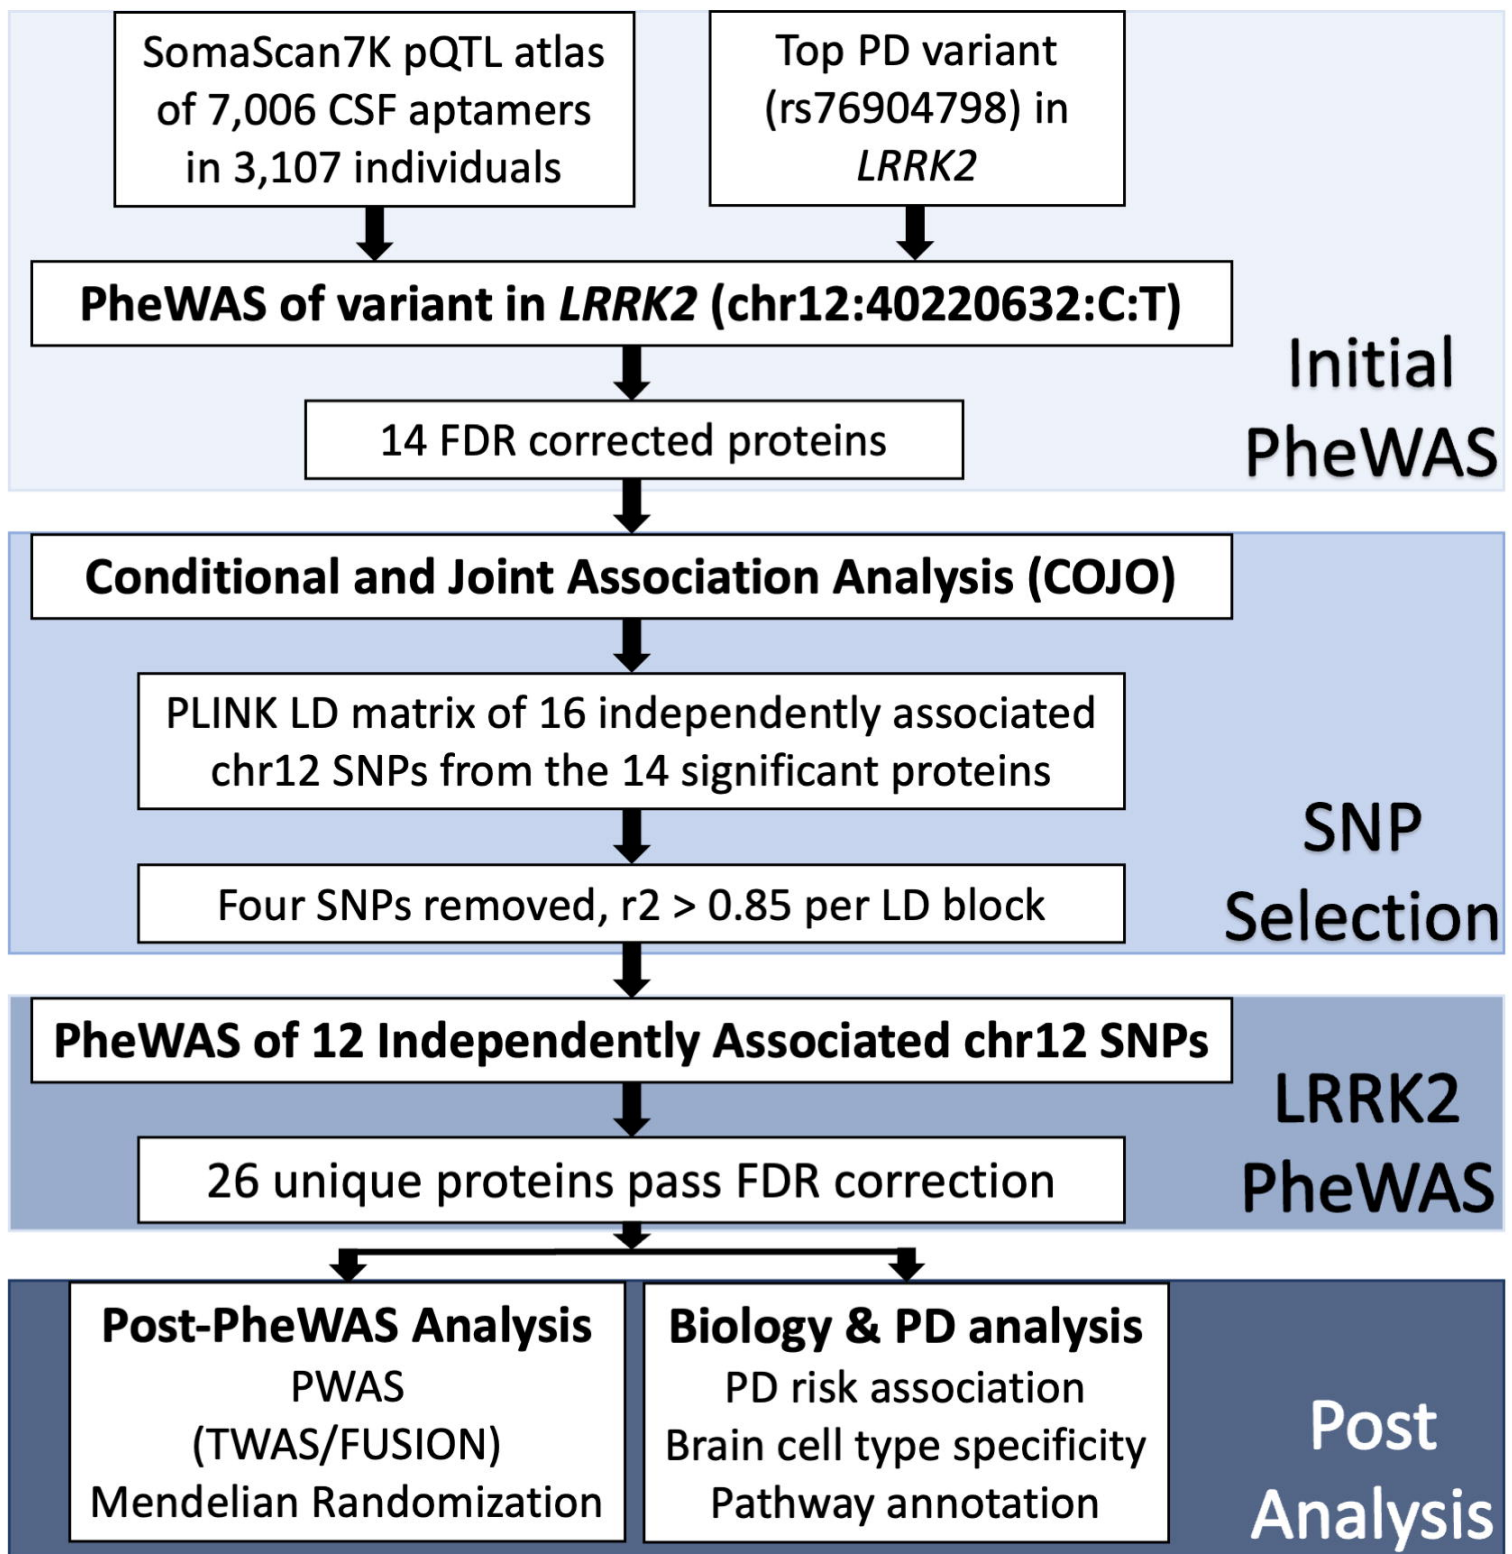 SomaScan7K pQTL atlas
of 7,006 CSF aptamers
in 3,107 individuals
Top PD variant
(rs76904798) in
LRRK2
PheWAS of variant in LRRK2 (chr12:40220632:C:T)
14 FDR corrected proteins
Initial
PheWAS
Conditional and Joint Association Analysis (COJO)
PLINK LD matrix of 16 independently associated
chr12 SNPs from the 14 significant proteins
Four SNPs removed, r2 > 0.85 per LD block
SNP
Selection
PheWAS of 12 Independently Associated chr12 SNPs
26 unique proteins pass FDR correction
LRRK2
PheWAS
Post-PheWAS Analysis
PWAS
(TWAS/FUSION)
Mendelian Randomization
Biology & PD analysis
PD risk association
Brain cell type specificity
Pathway annotation
Post
Analysis